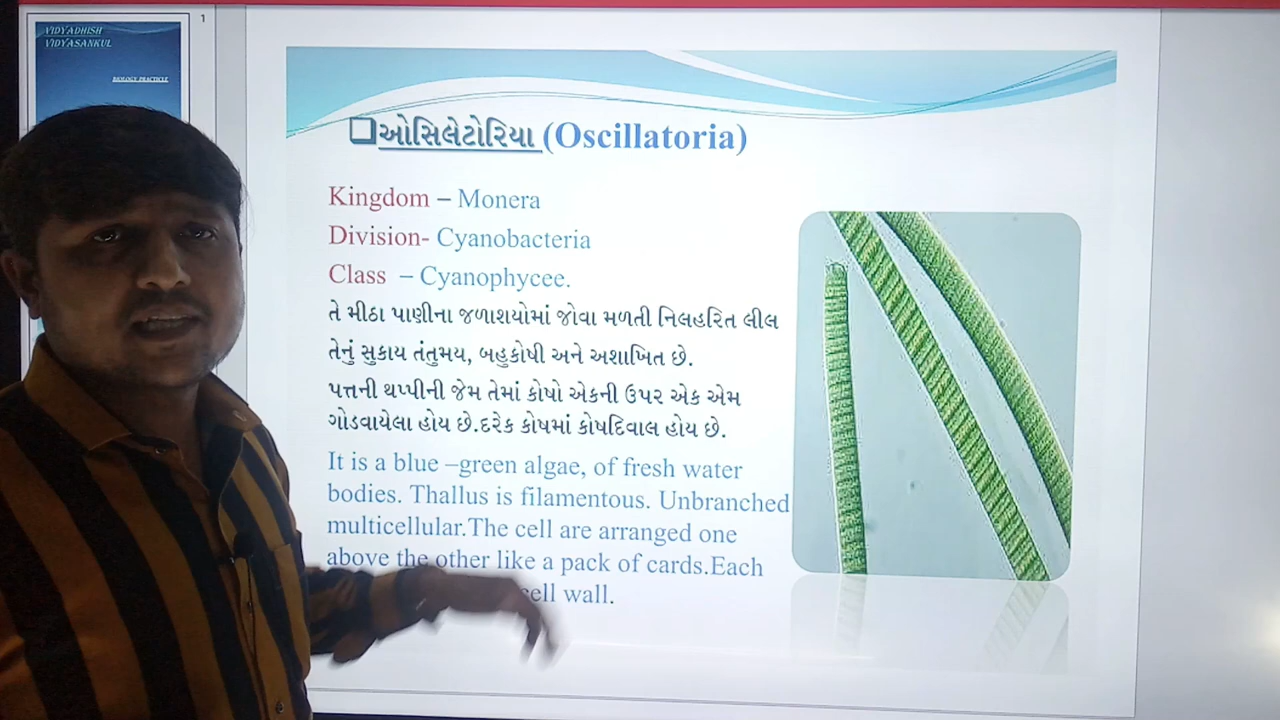 1
VIDYADHISH
VIDYASANKUL
BIOLOGY PRACTICLE
ઓસિલેટોરિયા (Oscillatoria)
Kingdom – Monera
Division- Cyanobacteria
Class – Cyanophycee.
તે મીઠા પાણીના જળાશયોમાં જોવા મળતી નિલહરિત લીલ
તેનું સુકાય તંતુમય, બહુકોષી અને અશાખિત છે.
પત્તની થપ્પીની જેમ તેમાં કોષો એકની ઉપર એક એમ
ગોડવાયેલા હોય છે.દરેક કોષમાં કોષદિવાલ હોય છે.
It is a blue –green algae, of fresh water
bodies. Thallus is filamentous. Unbranched
multicellular.The cell are arranged one
above the other like a pack of cards.Each
cell wall.